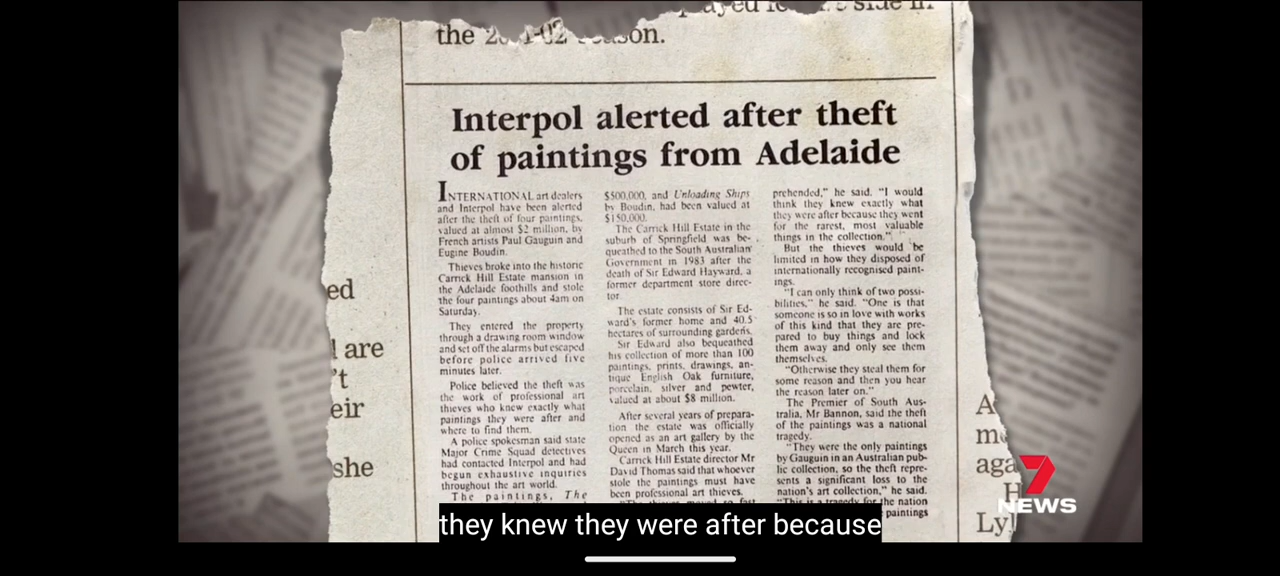 the
son.
Interpol alerted after theft
of paintings from Adelaide
INTERNATIONAL art dealers
and Interpol have been alerted
after the theft of four paintings,
valued at almost $2 million, by
French artists Paul Gauguin and
Eugine Boudin.
Thieves broke into the historic
Carrick Hill Estate mansion in
the Adelaide foothills and stole
the four paintings about 4am on
Saturday.
They entered the property
through a drawing room window
and set off the alarms but escaped
before police arrived five
minutes later.
Police believed the theft was
the work of professional art
thieves who knew exactly what
paintings they were after and
where to find them.
A police spokesman said state
Major Crime Squad detectives
had contacted Interpol and had
begun exhaustive inquiries
throughout the art world.
The paintings, The
$500,000, and Unloading Ships
by Boudin, had been valued at
$150,000.
The Carrick Hill Estate in the
suburb of Springfield was be-
queathed to the South Australian
Government in 1983 after the
death of Sir Edward Hayward, a
former department store direc-
tor.
The estate consists of Sir Ed-
ward's former home and 40.5
hectares of surrounding gardens.
Sir Edward also bequeathed
his collection of more than 100
paintings, prints, drawings, an-
tique English Oak furniture,
porcelain, silver and pewter,
valued at about $8 million.
After several years of prepara-
tion the estate was officially
opened as an art gallery by the
Queen in March this year.
Carrick Hill Estate director Mr
David Thomas said that whoever
stole the paintings must have
been professional art thieves.
prehended," he said. "I would
think they knew exactly what
they were after because they went
for the rarest, most valuable
things in the collection."
But the thieves would be
limited in how they disposed of
internationally recognised paint-
ings.
"I can only think of two possi-
bilities," he said. "One is that
someone is so in love with works
of this kind that they are pre-
pared to buy things and lock
them away and only see them
themselves.
"Otherwise they steal them for
some reason and then you hear
the reason later on."
The Premier of South Aus-
tralia, Mr Bannon, said the theft
of the paintings was a national
tragedy.
"They were the only paintings
by Gauguin in an Australian pub-
lic collection, so the theft repre-
sents a significant loss to the
nation's art collection," he said.
"This is a tragedy for the nation
paintings
ed
are
't
eir
she
A
aga
H
Ly
7
NEWS
they knew they were after because